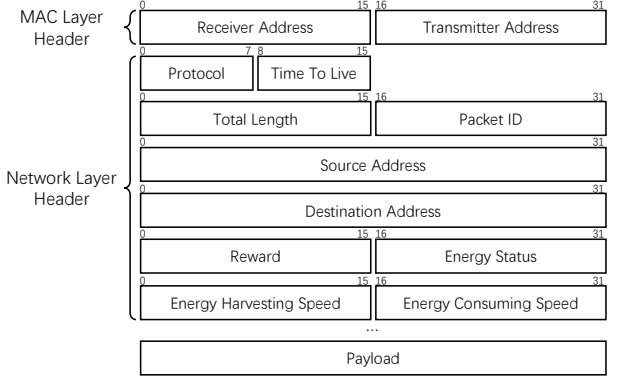 MAC Layer
Header
0 15 16 31
Receiver Address Transmitter Address
0 7 8 15
Protocol Time To Live
0 15 16 31
Total Length Packet ID
0 31
Source Address
Network Layer
Header
0 31
Destination Address
0 15 16 31
Reward Energy Status
0 15 16 31
Energy Harvesting Speed Energy Consuming Speed
...
Payload